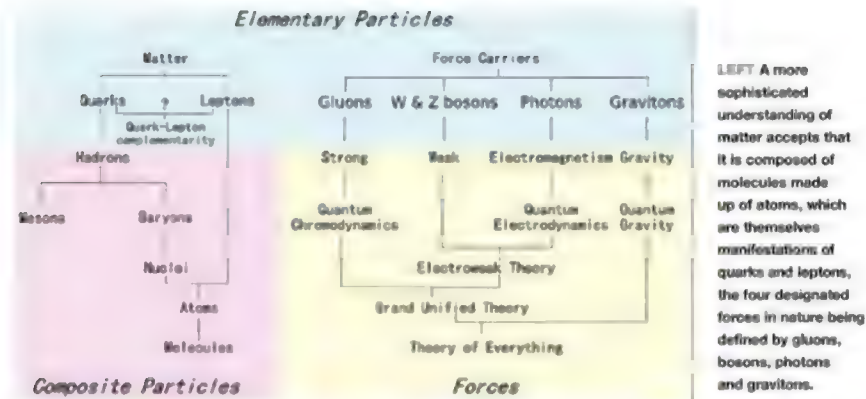 Elementary Particles
Matter
Force Carriers
Quarks ? Leptons
Gluons W & Z bosons Photons Gravitons
Quark-Lepton
complementarity
Hadrons
Strong Weak Electromagnetism Gravity
Mesons Baryons
Quantum
Chromodynamics
Quantum
Electrodynamics
Quantum
Gravity
Nuclei
Electroweak Theory
Atoms
Grand Unified Theory
Molecules
Theory of Everything
Composite Particles
Forces
LEFT A more
sophisticated
understanding of
matter accepts that
it is composed of
molecules made
up of atoms, which
are themselves
manifestations of
quarks and leptons,
the four designated
forces in nature being
defined by gluons,
bosons, photons
and gravitons.